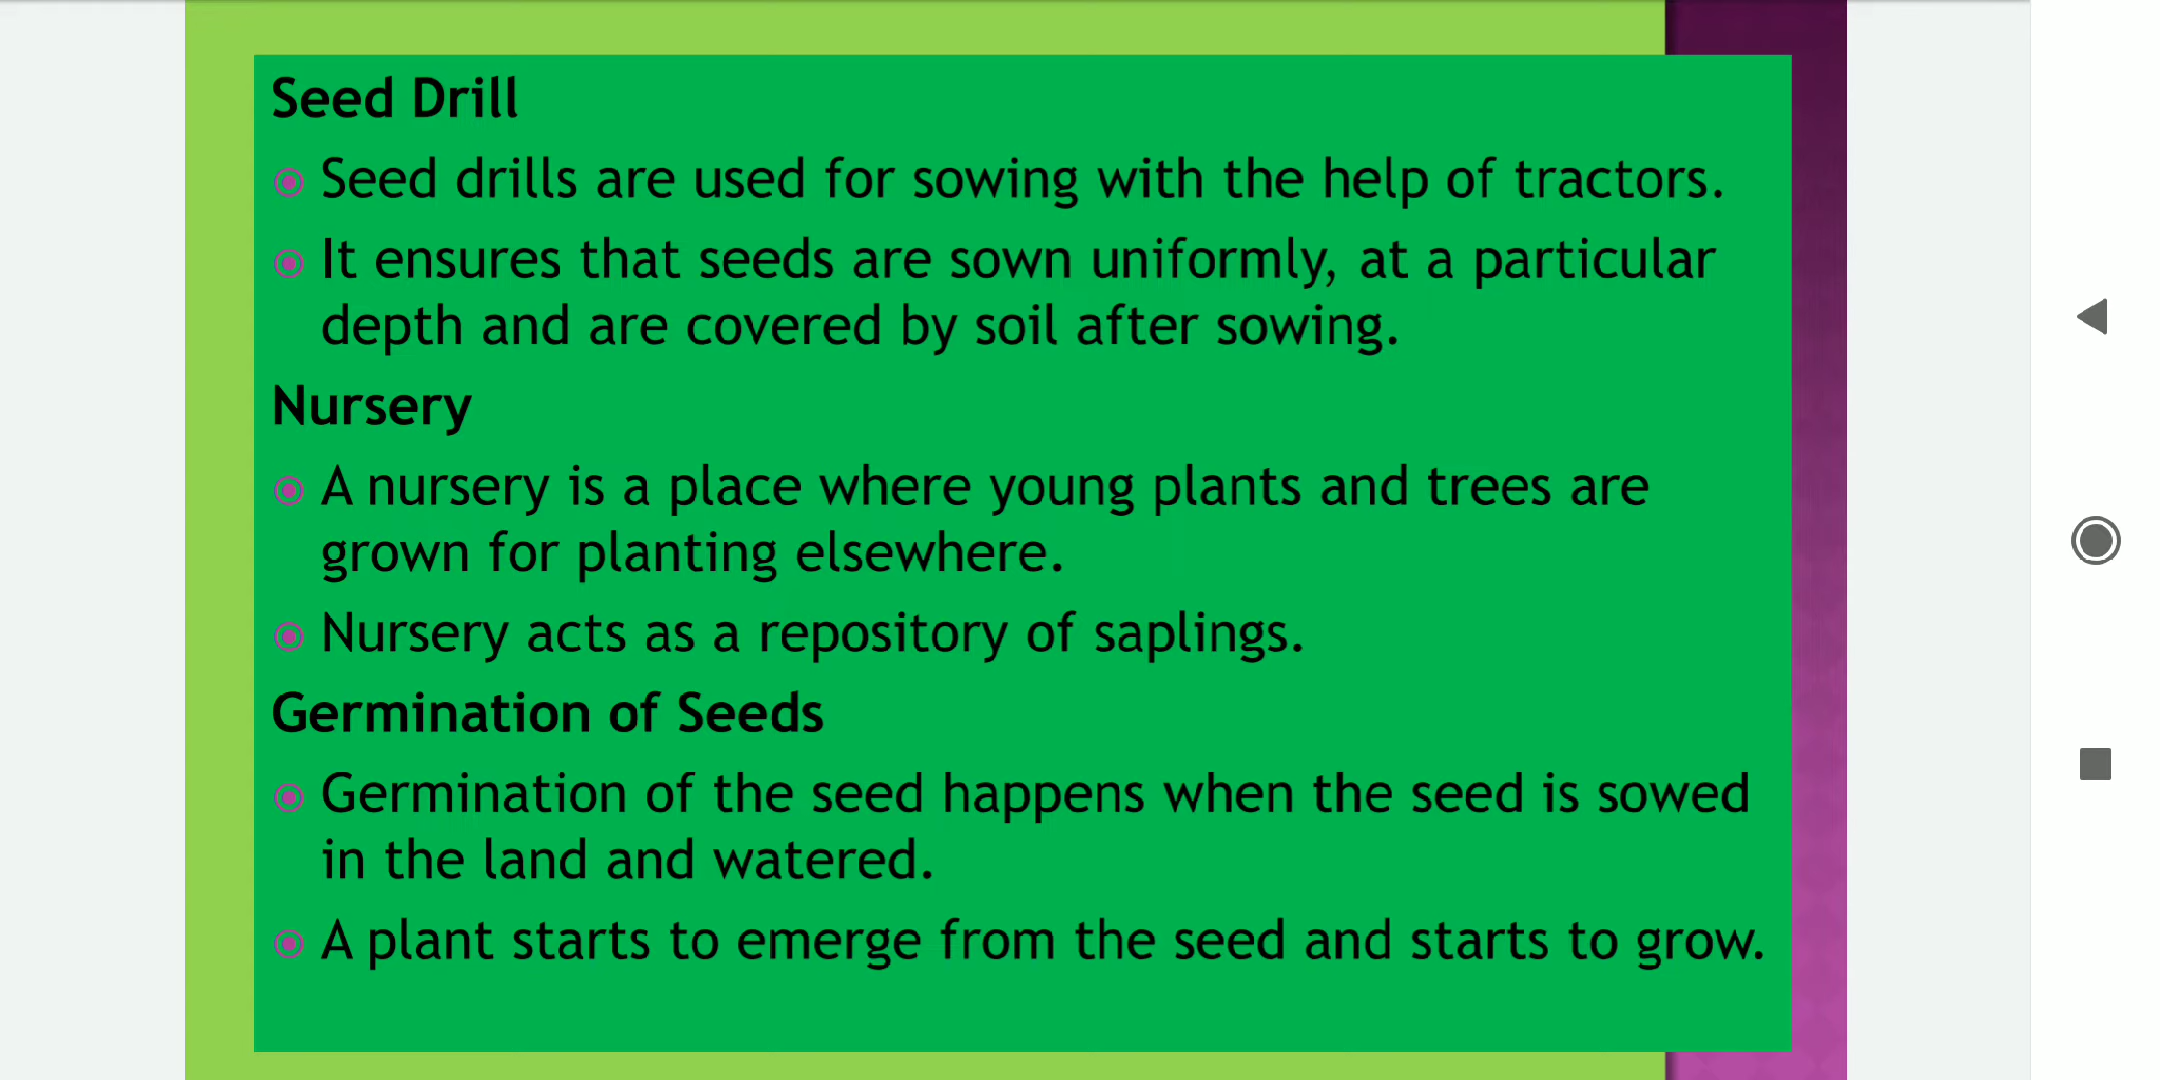 Seed Drill
Seed drills are used for sowing with the help of tractors.
It ensures that seeds are sown uniformly, at a particular
depth and are covered by soil after sowing.
Nursery
A nursery is a place where young plants and trees are
grown for planting elsewhere.
Nursery acts as a repository of saplings.
Germination of Seeds
Germination of the seed happens when the seed is sowed
in the land and watered.
A plant starts to emerge from the seed and starts to grow.